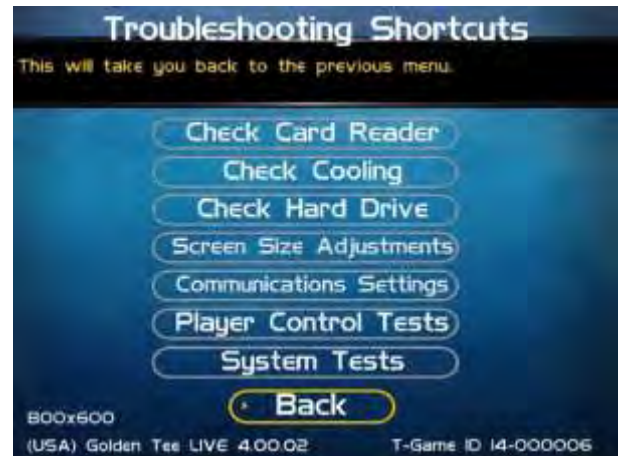 Troubleshooting Shortcuts
This will take you back to the previous menu.
Check Card Reader
Check Cooling
Check Hard Drive
Screen Size Adjustments
Communications Settings
Player Control Tests
System Tests
Back
800x600
(USA) Golden Tee LIVE 4.00.02 T-Game ID 14-000006